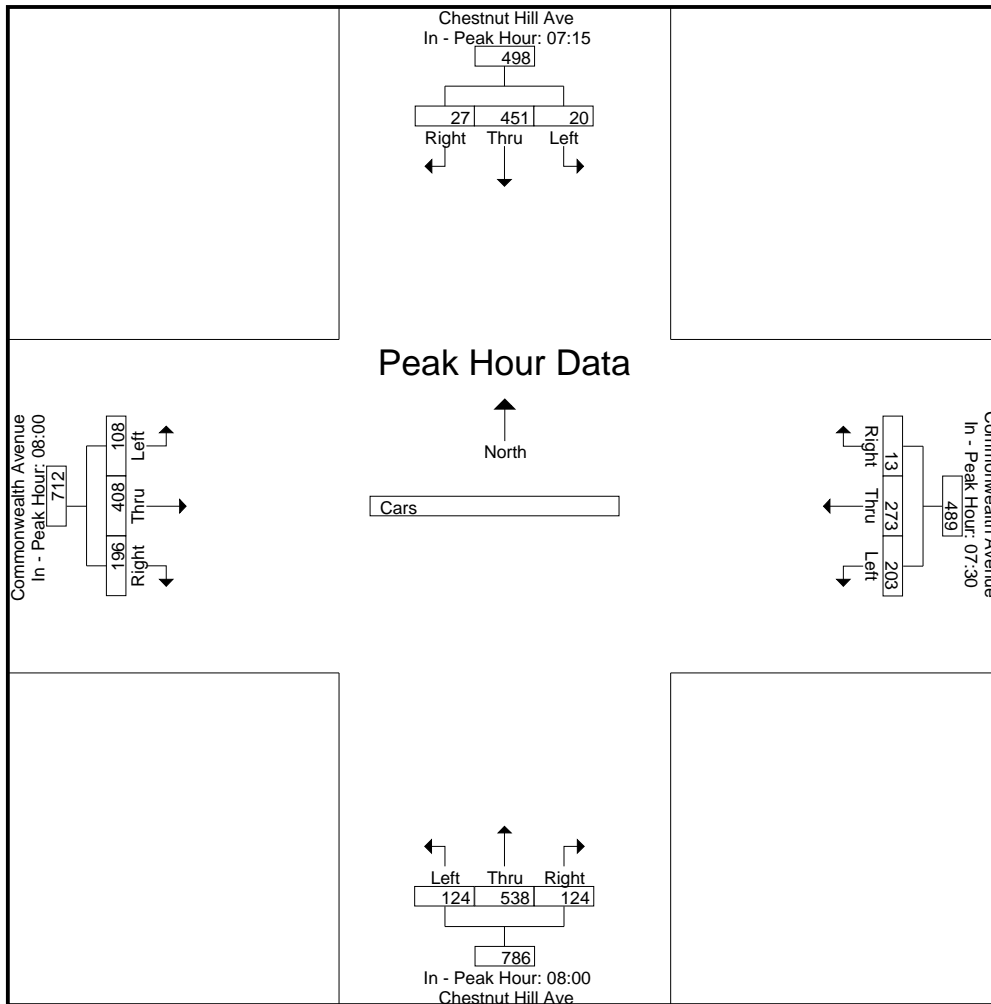 Chestnut Hill Ave
In - Peak Hour: 07:15
498
27 451 20
Right Thru Left
Peak Hour Data
North
Cars
Commonwealth Avenue
In - Peak Hour: 08:00
712
108 408 196
Left Thru Right
Right Thru Left
13 273 203
489
In - Peak Hour: 07:30
Commonwealth Avenue
Left Thru Right
124 538 124
786
In - Peak Hour: 08:00
Chestnut Hill Ave